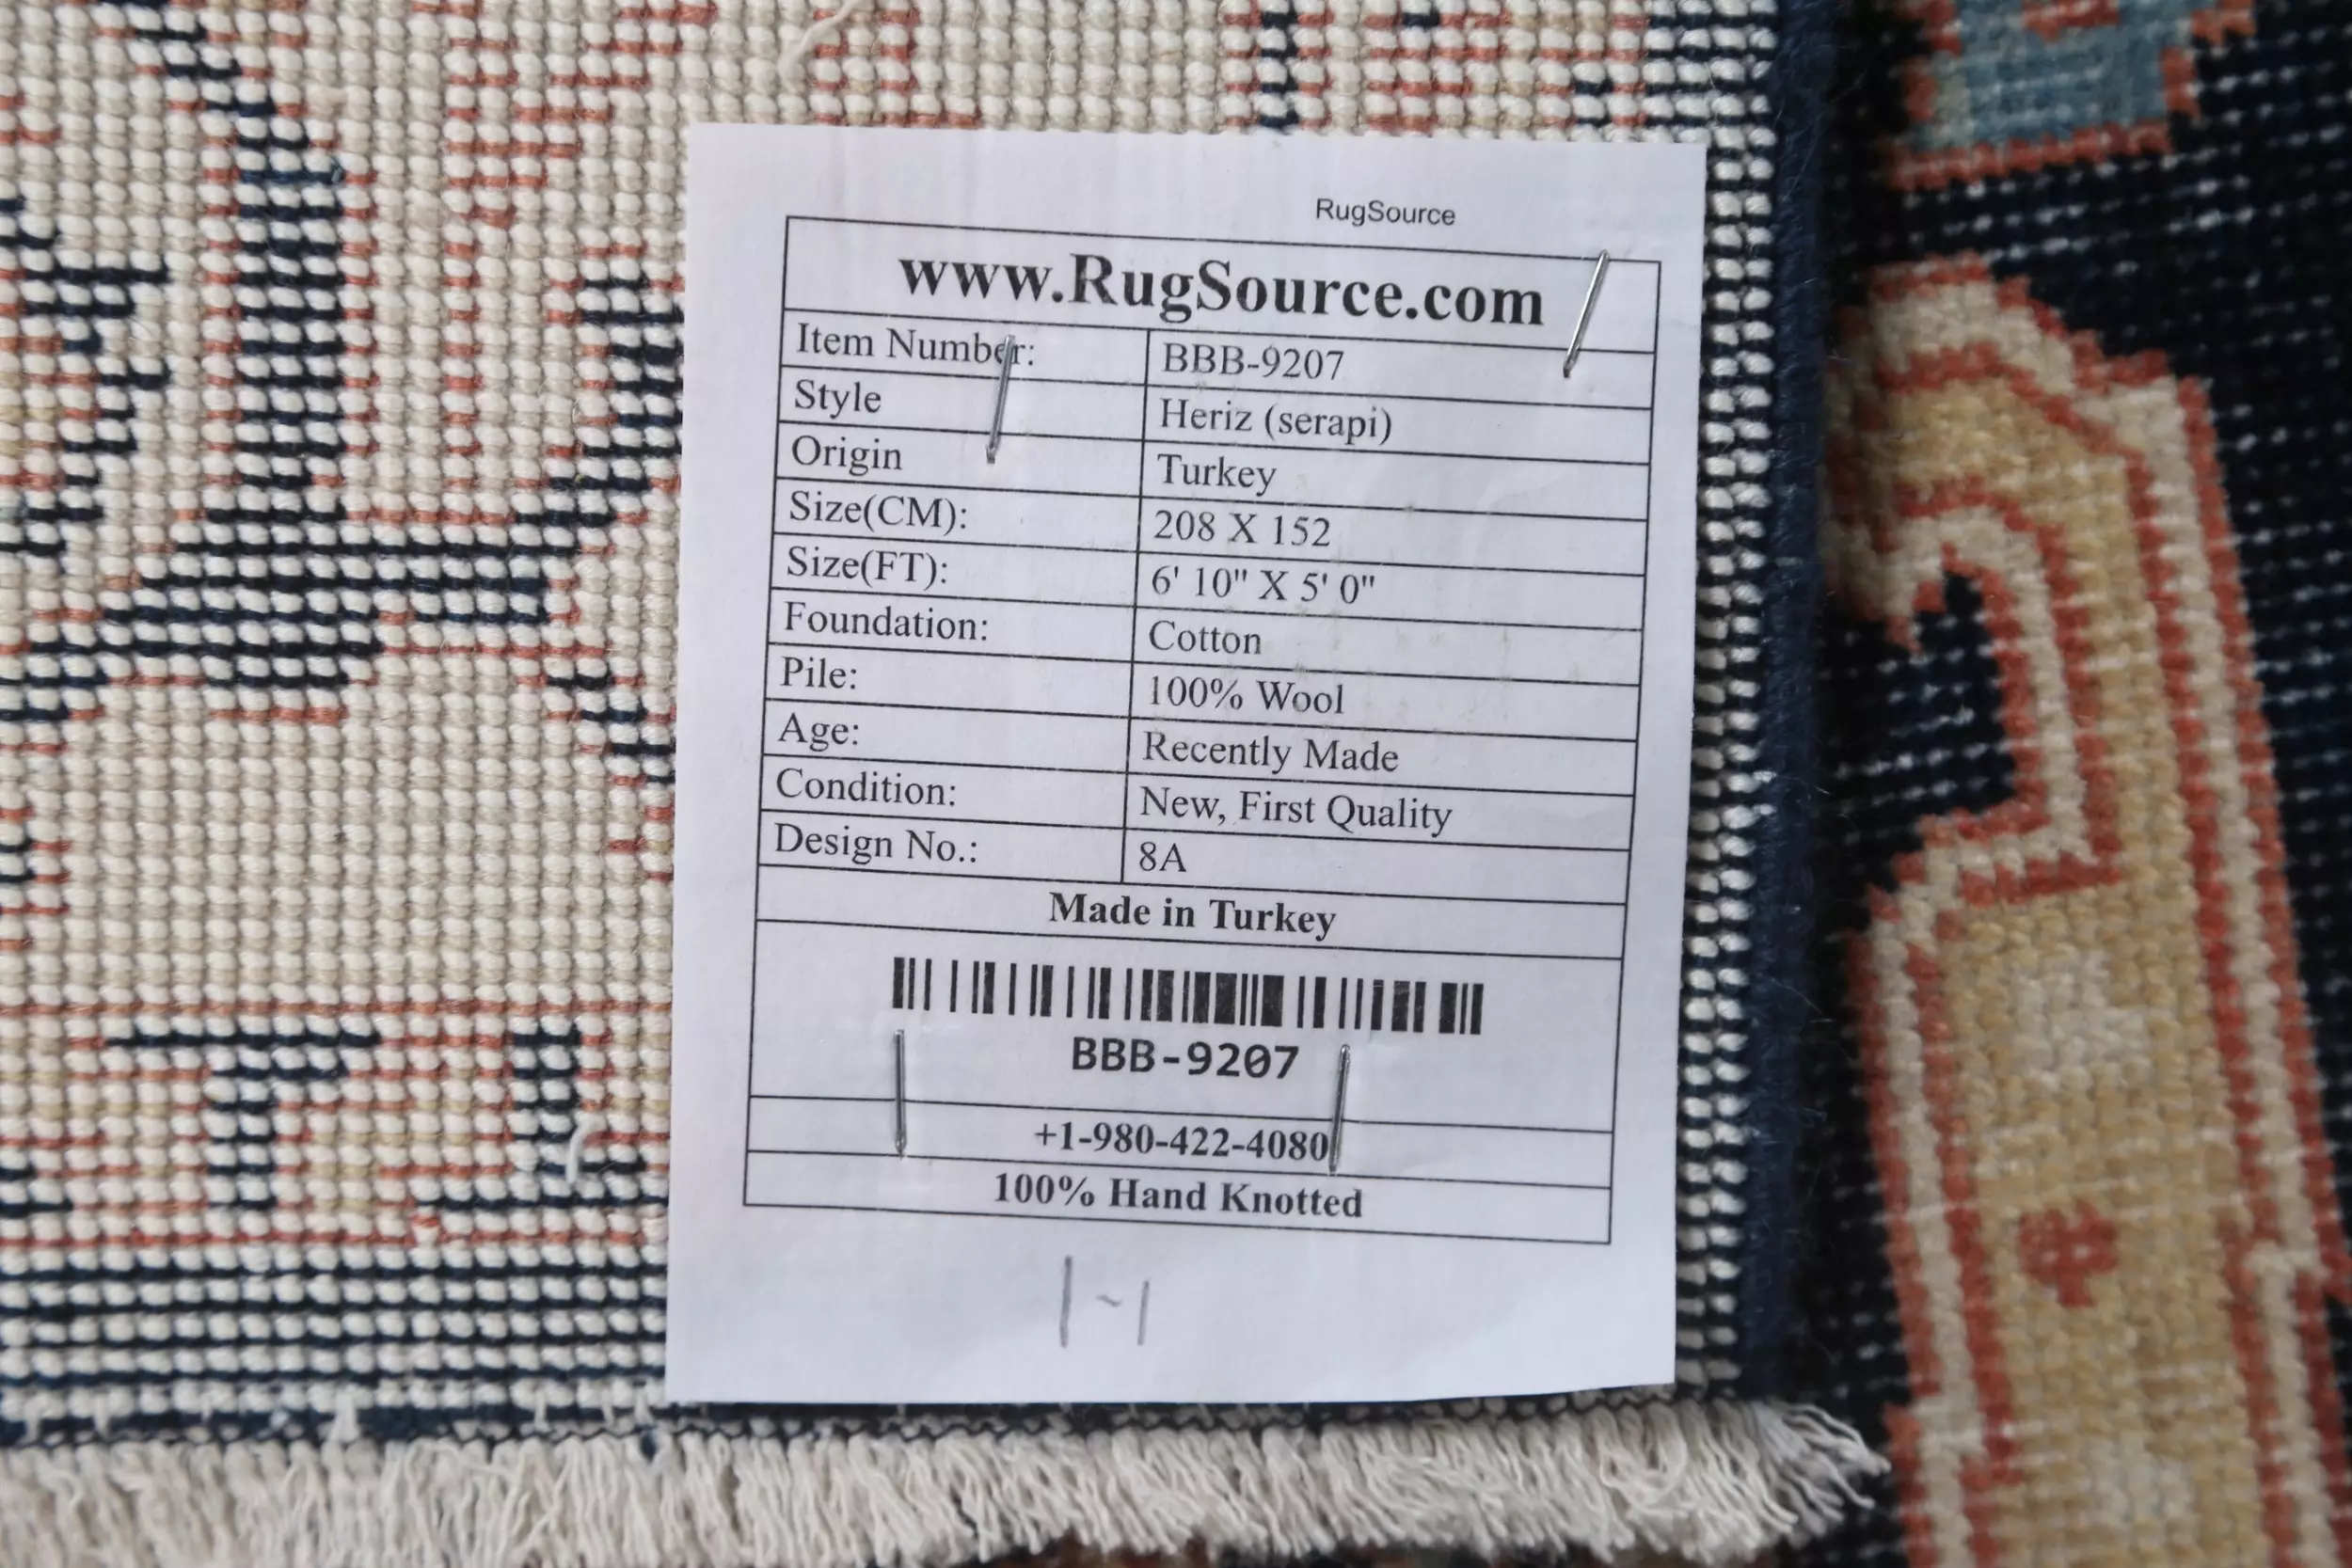 RugSource
www.RugSource.com
Item Number: BBB-9207
Style Heriz (serapi)
Origin Turkey
Size(CM): 208 X 152
Size(FT): 6' 10" X 5' 0"
Foundation: Cotton
Pile: 100% Wool
Age: Recently Made
Condition: New, First Quality
Design No.: 8A
Made in Turkey
BBB-9207
+1-980-422-4080
100% Hand Knotted
1-1